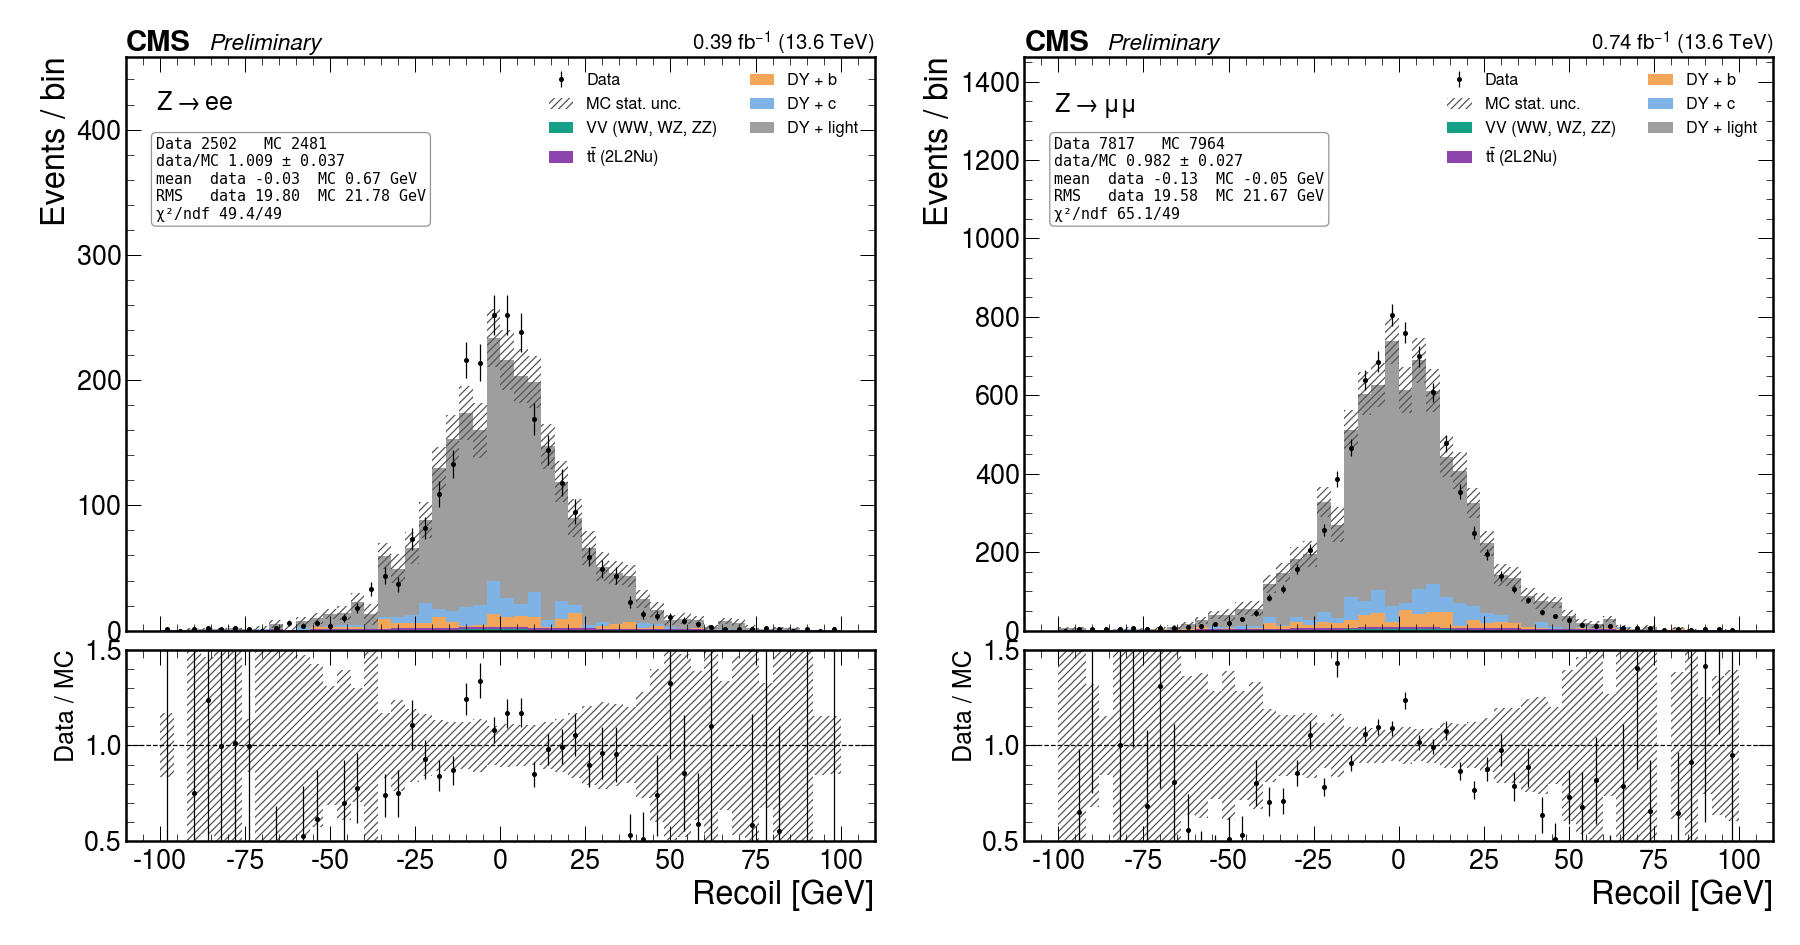 CMS Preliminary 0.39 fb⁻¹ (13.6 TeV)
Events / bin
Z → ee
Data
MC stat. unc.
VV (WW, WZ, ZZ)
tt̄ (2L2Nu)
DY + b
DY + c
DY + light
Data 2502 MC 2481
data/MC 1.009 ± 0.037
mean data -0.03 MC 0.67 GeV
RMS data 19.80 MC 21.78 GeV
χ²/ndf 49.4/49
400
300
200
100
0
Data / MC
1.5
1.0
0.5
-100 -75 -50 -25 0 25 50 75 100
Recoil [GeV]
CMS Preliminary 0.74 fb⁻¹ (13.6 TeV)
Events / bin
Z → μμ
Data
MC stat. unc.
VV (WW, WZ, ZZ)
tt̄ (2L2Nu)
DY + b
DY + c
DY + light
Data 7817 MC 7964
data/MC 0.982 ± 0.027
mean data -0.13 MC -0.05 GeV
RMS data 19.58 MC 21.67 GeV
χ²/ndf 65.1/49
1400
1200
1000
800
600
400
200
0
Data / MC
1.5
1.0
0.5
-100 -75 -50 -25 0 25 50 75 100
Recoil [GeV]